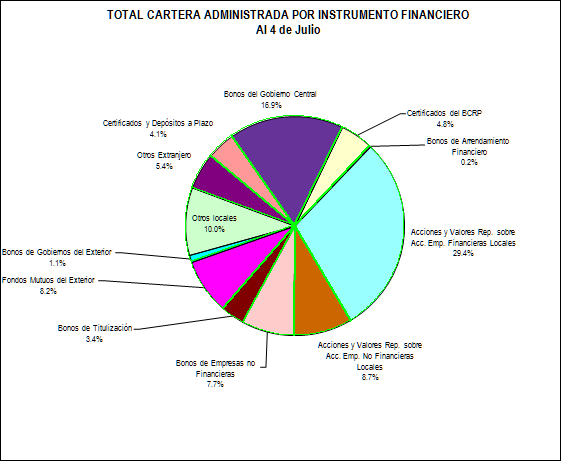 TOTAL CARTERA ADMINISTRADA POR INSTRUMENTO FINANCIERO
Al 4 de Julio
Bonos del Gobierno Central
16.9%
Certificados del BCRP
4.8%
Bonos de Arrendamiento
Financiero
0.2%
Acciones y Valores Rep. sobre
Acc. Emp. Financieras Locales
29.4%
Acciones y Valores Rep. sobre
Acc. Emp. No Financieras
Locales
8.7%
Bonos de Empresas no
Financieras
7.7%
Bonos de Titulización
3.4%
Fondos Mutuos del Exterior
8.2%
Bonos de Gobiernos del Exterior
1.1%
Otros locales
10.0%
Otros Extranjero
5.4%
Certificados y Depósitos a Plazo
4.1%